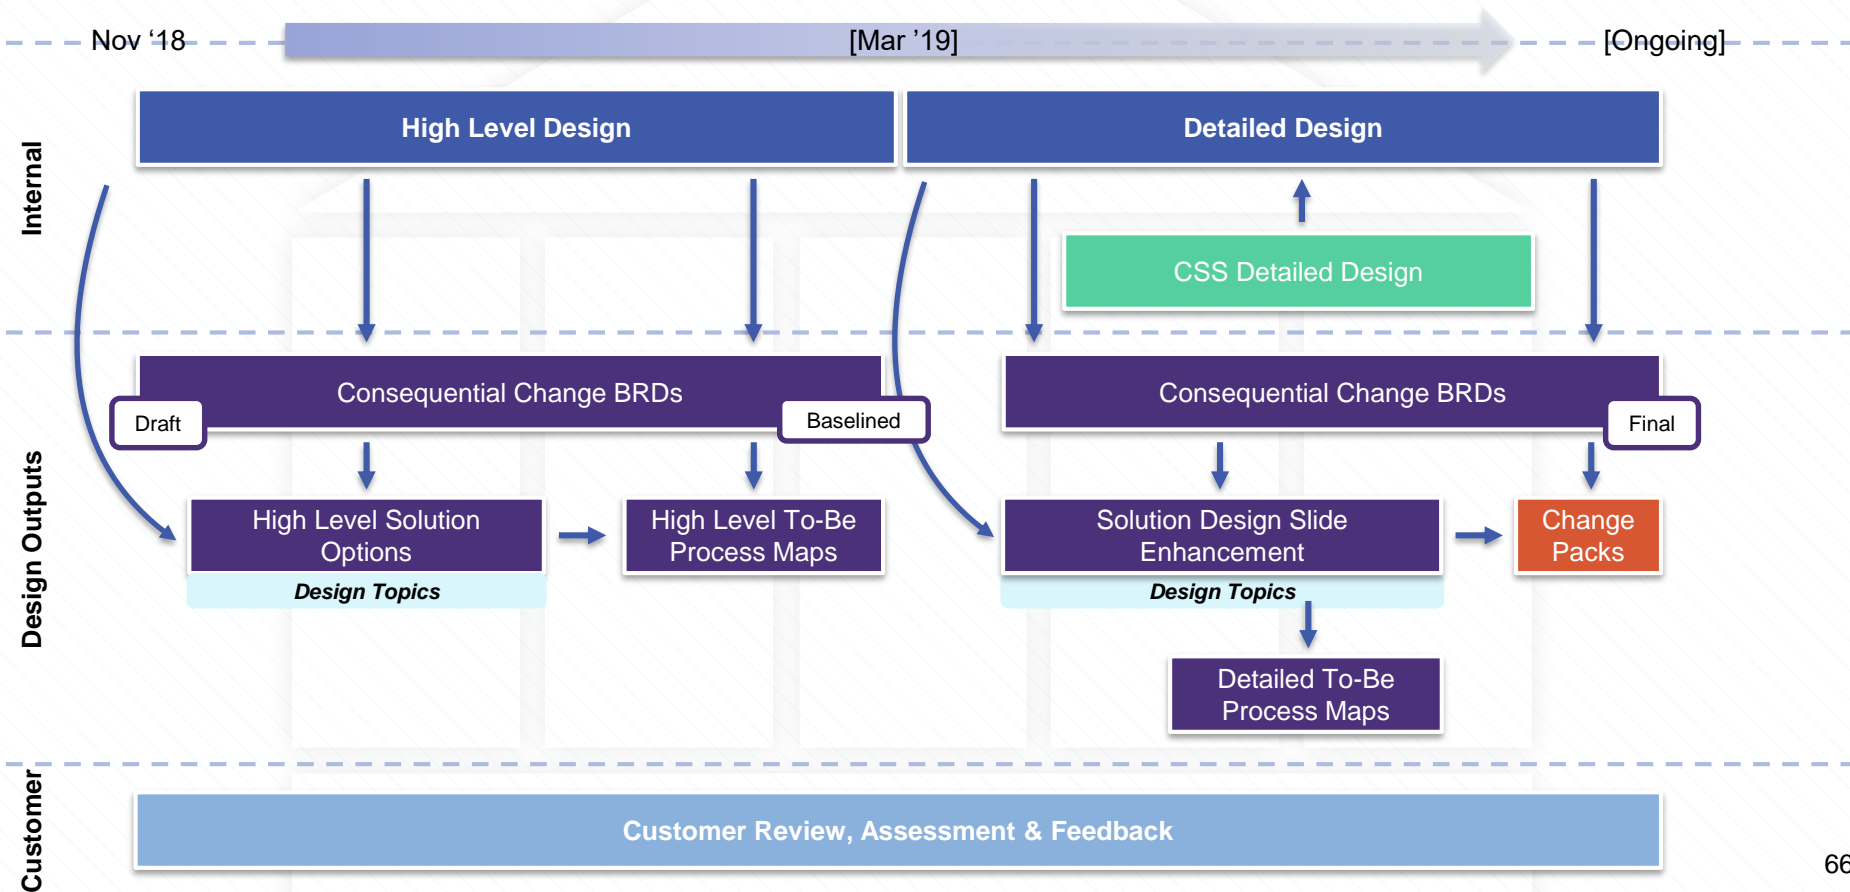 Nov ‘18
[Mar ’19]
[Ongoing]
Internal
High Level Design
Detailed Design
CSS Detailed Design
Design Outputs
Consequential Change BRDs
Draft
Baselined
Consequential Change BRDs
Final
High Level Solution
Options
Design Topics
High Level To-Be
Process Maps
Solution Design Slide
Enhancement
Design Topics
Change
Packs
Detailed To-Be
Process Maps
Customer
Customer Review, Assessment & Feedback
66